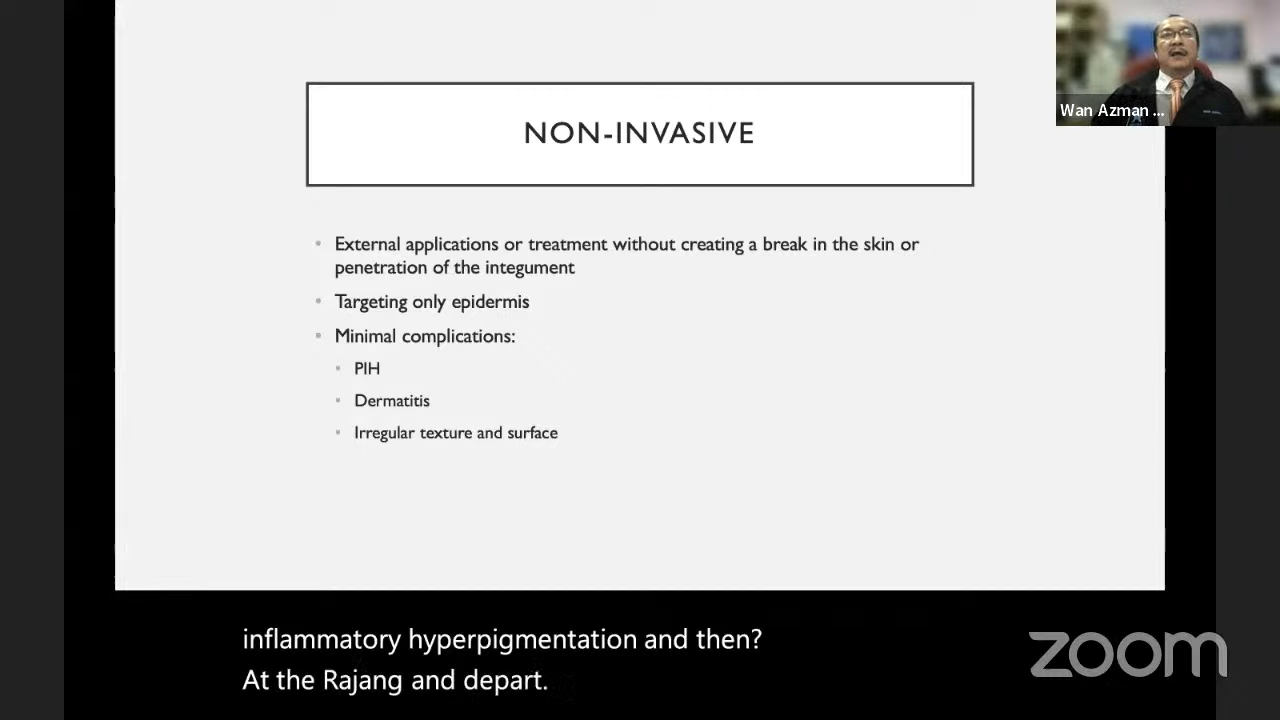 NON-INVASIVE
Wan Azman ...
External applications or treatment without creating a break in the skin or
penetration of the integument
Targeting only epidermis
Minimal complications:
PIH
Dermatitis
Irregular texture and surface
inflammatory hyperpigmentation and then?
At the Rajang and depart.
zoom